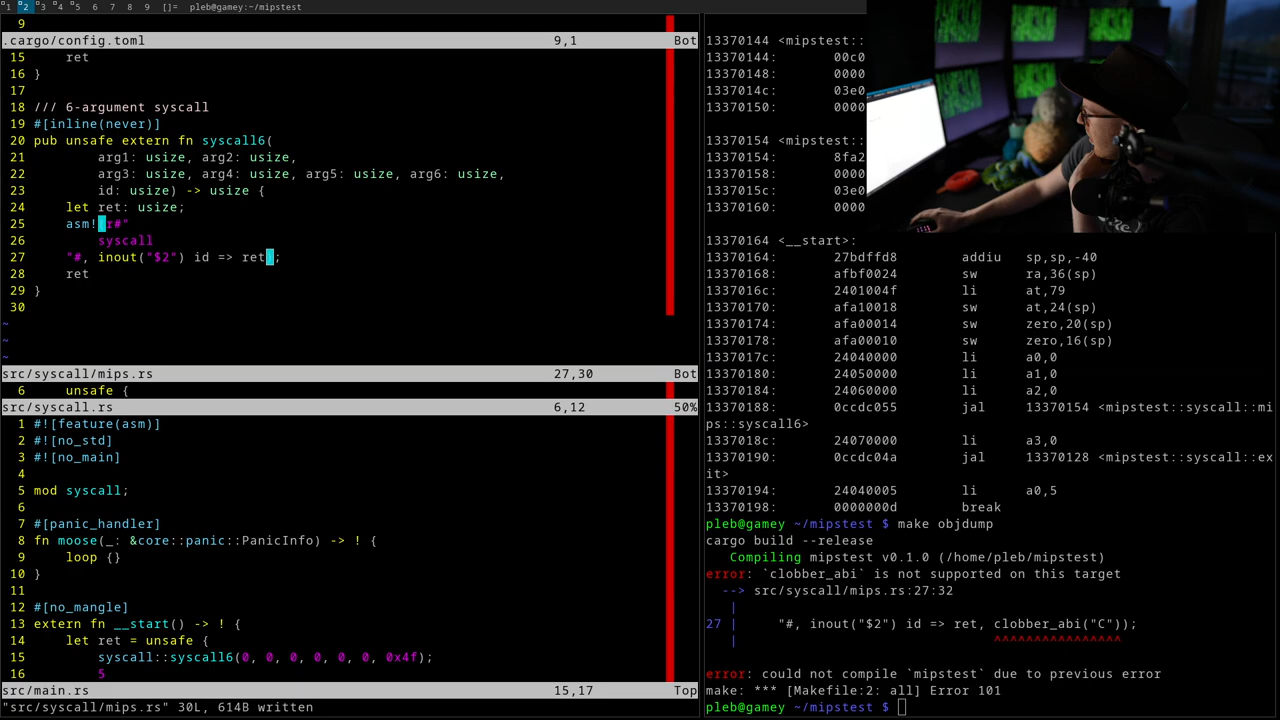 1 2 3 4 5 6 7 8 9 []= pleb@gamey:~/mipstest
9
.cargo/config.toml 9,1 Bot
15 ret
16 }
17
18 /// 6-argument syscall
19 #[inline(never)]
20 pub unsafe extern fn syscall6(
21 arg1: usize, arg2: usize,
22 arg3: usize, arg4: usize, arg5: usize, arg6: usize,
23 id: usize) -> usize {
24 let ret: usize;
25 asm!(r#"
26 syscall
27 "#, inout("$2") id => ret);
28 ret
29 }
30
~
~
~
src/syscall/mips.rs 27,30 Bot
6 unsafe {
src/syscall.rs 6,12 50%
1 #![feature(asm)]
2 #![no_std]
3 #![no_main]
4
5 mod syscall;
6
7 #[panic_handler]
8 fn moose(_: &core::panic::PanicInfo) -> ! {
9 loop {}
10 }
11
12 #[no_mangle]
13 extern fn __start() -> ! {
14 let ret = unsafe {
15 syscall::syscall6(0, 0, 0, 0, 0, 0, 0x4f);
16 5
src/main.rs 15,17 Top
"src/syscall/mips.rs" 30L, 614B written
13370144 <mipstest::
13370144: 00c0
13370148: 0000
1337014c: 03e0
13370150: 0000
13370154 <mipstest::
13370154: 8fa2
13370158: 0000
1337015c: 03e0
13370160: 0000
13370164 <__start>:
13370164: 27bdffd8 addiu sp,sp,-40
13370168: afbf0024 sw ra,36(sp)
1337016c: 2401004f li at,79
13370170: afa10018 sw at,24(sp)
13370174: afa00014 sw zero,20(sp)
13370178: afa00010 sw zero,16(sp)
1337017c: 24040000 li a0,0
13370180: 24050000 li a1,0
13370184: 24060000 li a2,0
13370188: 0ccdc055 jal 13370154 <mipstest::syscall::mi
ps::syscall6>
1337018c: 24070000 li a3,0
13370190: 0ccdc04a jal 13370128 <mipstest::syscall::ex
it>
13370194: 24040005 li a0,5
13370198: 0000000d break
pleb@gamey ~/mipstest $ make objdump
cargo build --release
Compiling mipstest v0.1.0 (/home/pleb/mipstest)
error: `clobber_abi` is not supported on this target
--> src/syscall/mips.rs:27:32
|
27 | "#, inout("$2") id => ret, clobber_abi("C"));
| ^^^^^^^^^^^^^^^^
error: could not compile `mipstest` due to previous error
make: *** [Makefile:2: all] Error 101
pleb@gamey ~/mipstest $